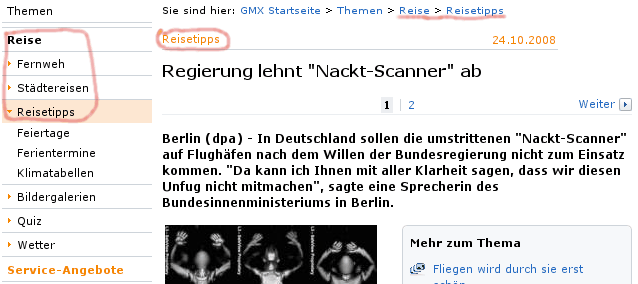 Themen
Reise
Fernweh
Städtereisen
Reisetipps
Feiertage
Ferientermine
Klimatabellen
Bildergalerien
Quiz
Wetter
Service-Angebote
Sie sind hier: GMX Startseite > Themen > Reise > Reisetipps
Reisetipps 24.10.2008
Regierung lehnt "Nackt-Scanner" ab
1 | 2 Weiter
Berlin (dpa) - In Deutschland sollen die umstrittenen "Nackt-Scanner"
auf Flughäfen nach dem Willen der Bundesregierung nicht zum Einsatz
kommen. "Da kann ich Ihnen mit aller Klarheit sagen, dass wir diesen
Unfug nicht mitmachen", sagte eine Sprecherin des
Bundesinnenministeriums in Berlin.
Mehr zum Thema
Fliegen wird durch sie erst